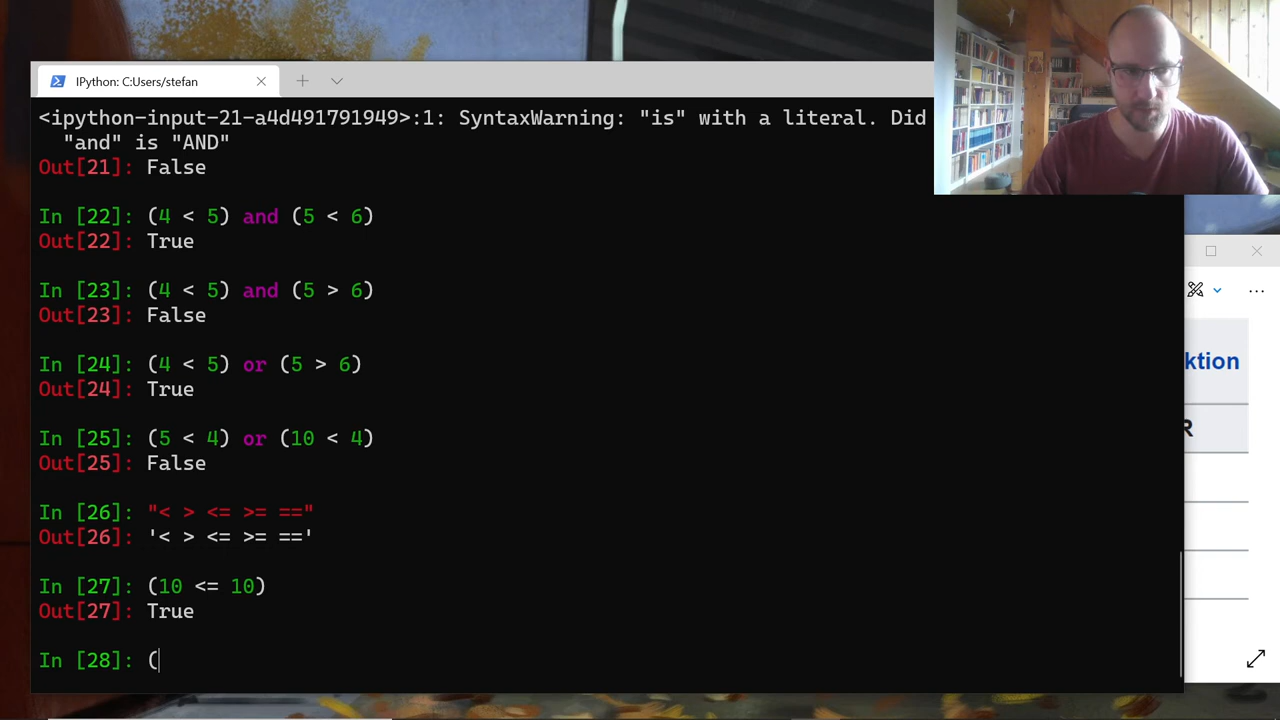 IPython: C:Users/stefan
<ipython-input-21-a4d491791949>:1: SyntaxWarning: "is" with a literal. Did
"and" is "AND"
Out[21]: False
In [22]: (4 < 5) and (5 < 6)
Out[22]: True
In [23]: (4 < 5) and (5 > 6)
Out[23]: False
In [24]: (4 < 5) or (5 > 6)
Out[24]: True
In [25]: (5 < 4) or (10 < 4)
Out[25]: False
In [26]: "< > <= >= =="
Out[26]: '< > <= >= =='
In [27]: (10 <= 10)
Out[27]: True
In [28]: (
ktion
R